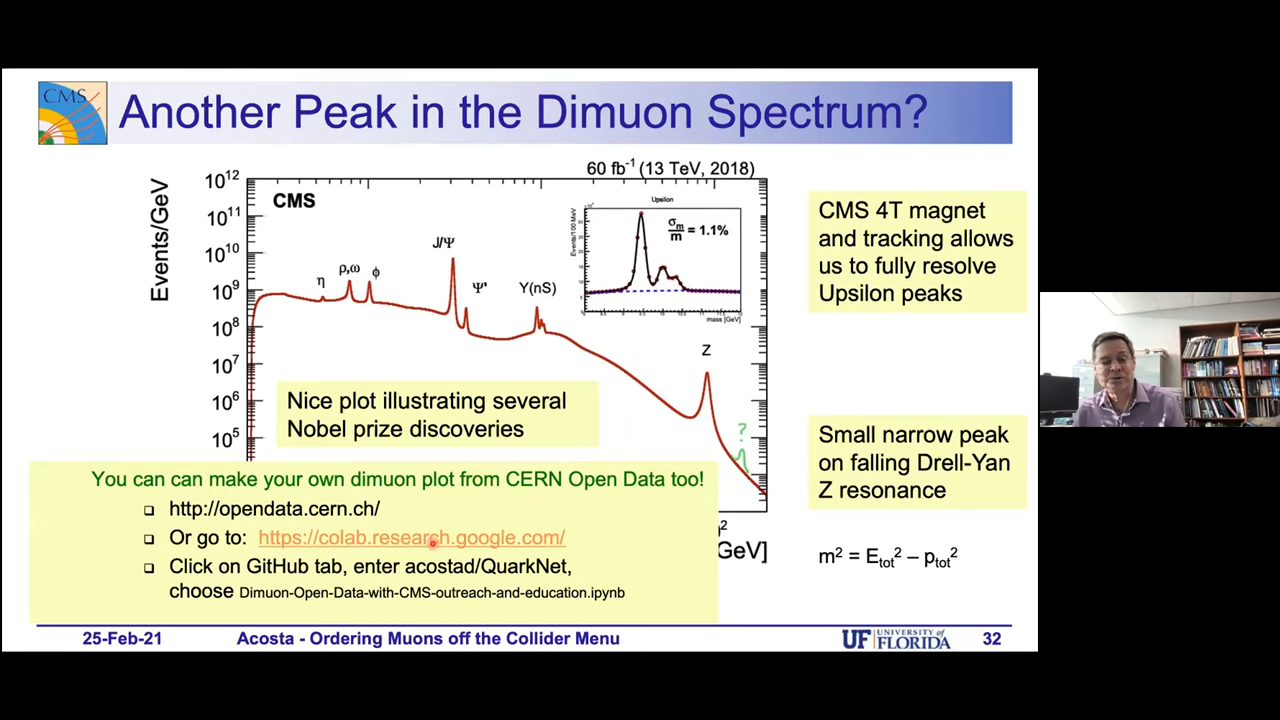 CMS
Another Peak in the Dimuon Spectrum?
60 fb⁻¹ (13 TeV, 2018)
Events/GeV
10¹²
10¹¹
10¹⁰
10⁹
10⁸
10⁷
10⁶
10⁵
CMS
η
ρ,ω
ϕ
J/Ψ
Ψ'
Υ(nS)
Z
?
Upsilon
Events/100 MeV
σₘ/m = 1.1%
mass [GeV]
CMS 4T magnet
and tracking allows
us to fully resolve
Upsilon peaks
Nice plot illustrating several
Nobel prize discoveries
Small narrow peak
on falling Drell-Yan
Z resonance
You can can make your own dimuon plot from CERN Open Data too!
❑ http://opendata.cern.ch/
❑ Or go to: https://colab.research.google.com/
❑ Click on GitHub tab, enter acostad/QuarkNet,
choose Dimuon-Open-Data-with-CMS-outreach-and-education.ipynb
GeV]
m² = Eₜₒₜ² – pₜₒₜ²
25-Feb-21
Acosta - Ordering Muons off the Collider Menu
UF UNIVERSITY of
FLORIDA
32